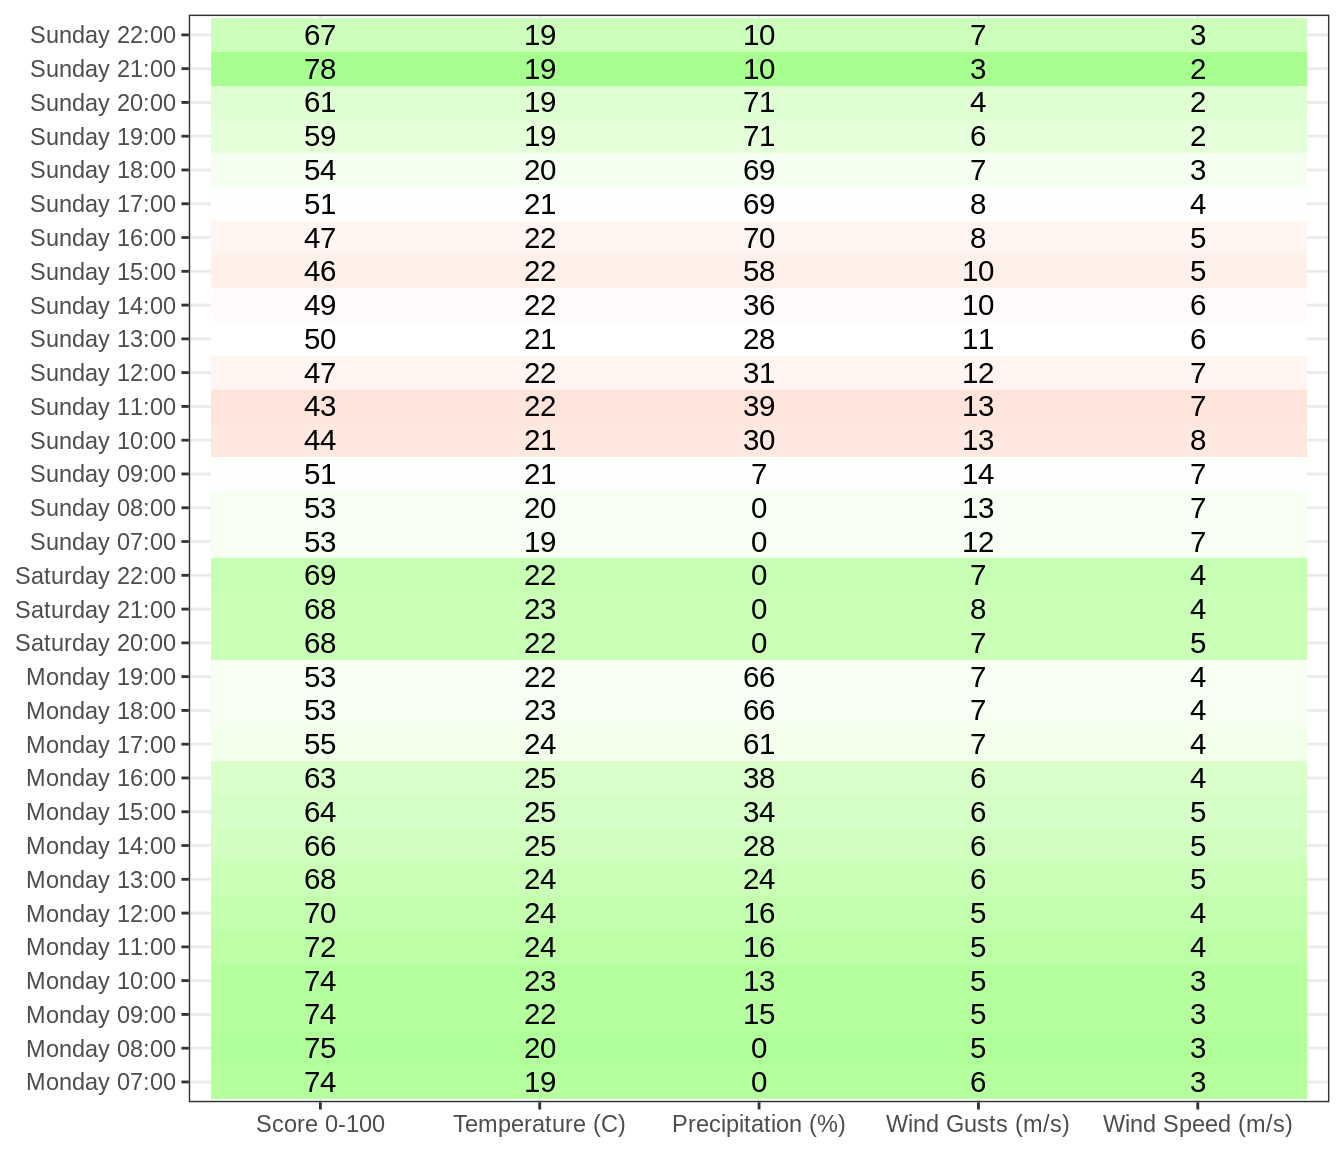 Sunday 22:00 67 19 10 7 3
Sunday 21:00 78 19 10 3 2
Sunday 20:00 61 19 71 4 2
Sunday 19:00 59 19 71 6 2
Sunday 18:00 54 20 69 7 3
Sunday 17:00 51 21 69 8 4
Sunday 16:00 47 22 70 8 5
Sunday 15:00 46 22 58 10 5
Sunday 14:00 49 22 36 10 6
Sunday 13:00 50 21 28 11 6
Sunday 12:00 47 22 31 12 7
Sunday 11:00 43 22 39 13 7
Sunday 10:00 44 21 30 13 8
Sunday 09:00 51 21 7 14 7
Sunday 08:00 53 20 0 13 7
Sunday 07:00 53 19 0 12 7
Saturday 22:00 69 22 0 7 4
Saturday 21:00 68 23 0 8 4
Saturday 20:00 68 22 0 7 5
Monday 19:00 53 22 66 7 4
Monday 18:00 53 23 66 7 4
Monday 17:00 55 24 61 7 4
Monday 16:00 63 25 38 6 4
Monday 15:00 64 25 34 6 5
Monday 14:00 66 25 28 6 5
Monday 13:00 68 24 24 6 5
Monday 12:00 70 24 16 5 4
Monday 11:00 72 24 16 5 4
Monday 10:00 74 23 13 5 3
Monday 09:00 74 22 15 5 3
Monday 08:00 75 20 0 5 3
Monday 07:00 74 19 0 6 3
Score 0-100 Temperature (C) Precipitation (%) Wind Gusts (m/s) Wind Speed (m/s)